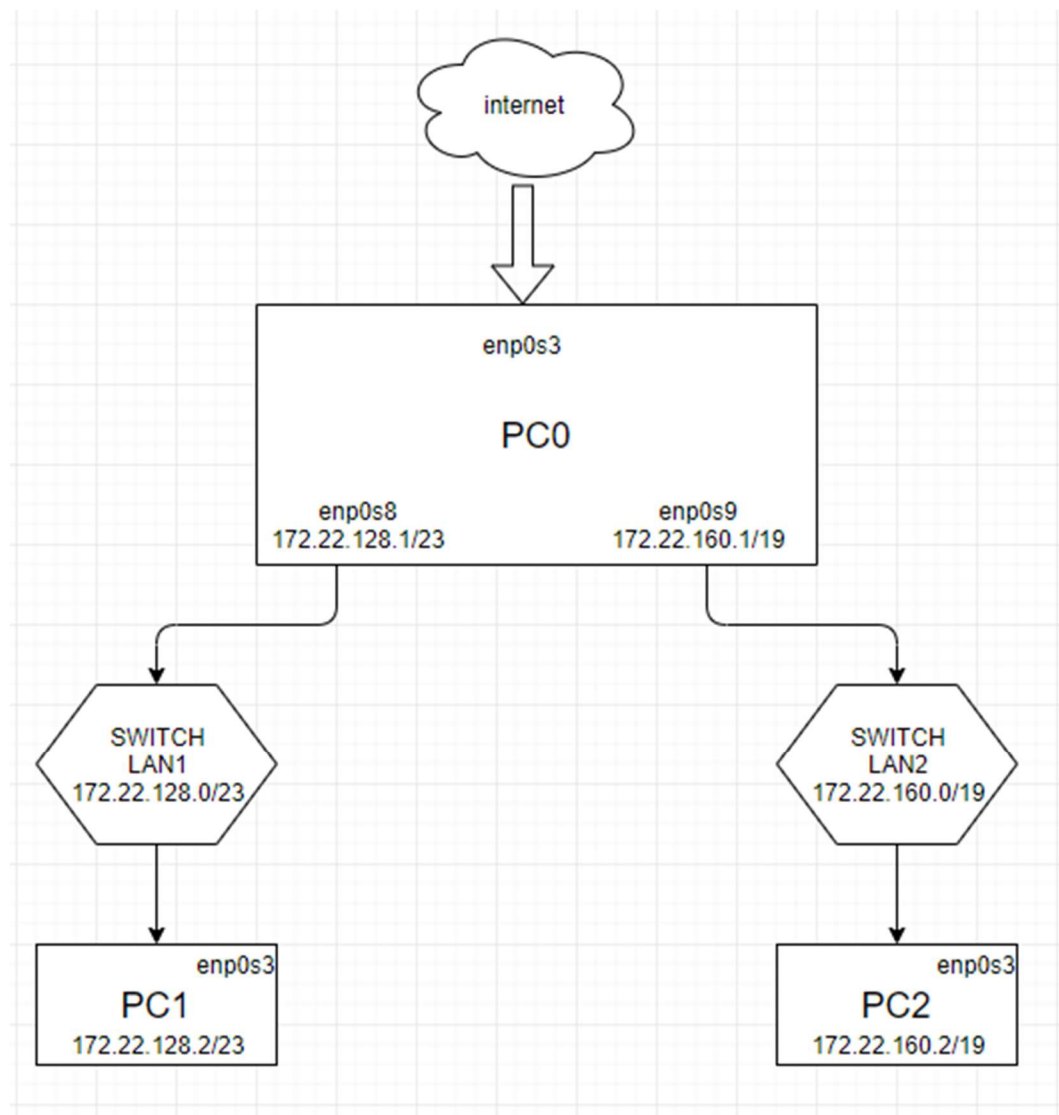 internet
enp0s3
PC0
enp0s8
172.22.128.1/23
enp0s9
172.22.160.1/19
SWITCH
LAN1
172.22.128.0/23
SWITCH
LAN2
172.22.160.0/19
enp0s3
PC1
172.22.128.2/23
enp0s3
PC2
172.22.160.2/19